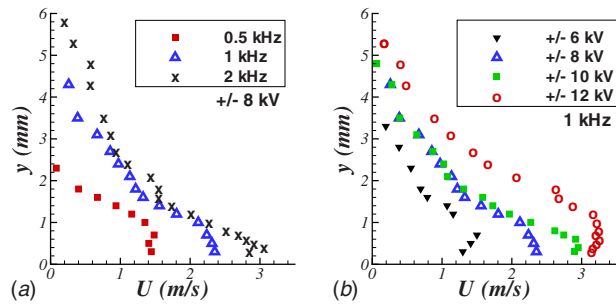 6
5
4
3
2
1
0
y (mm)
0.5 kHz
1 kHz
2 kHz
+/- 8 kV
0 1 2 3
U (m/s)
(a)
6
5
4
3
2
1
0
y (mm)
+/- 6 kV
+/- 8 kV
+/- 10 kV
+/- 12 kV
1 kHz
0 1 2 3
U (m/s)
(b)